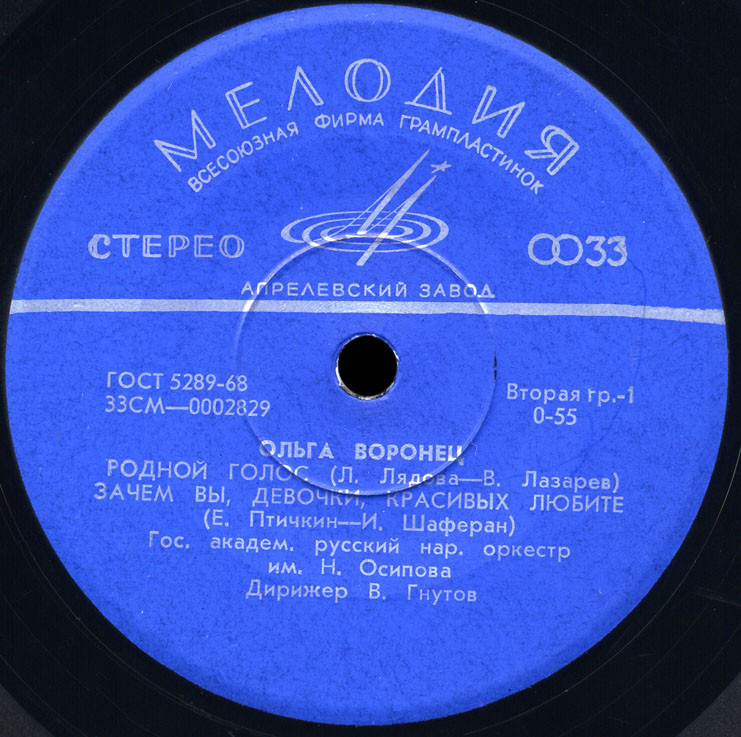 МЕЛОДИЯ
ВСЕСОЮЗНАЯ ФИРМА ГРАМПЛАСТИНОК
СТЕРЕО
33
АПРЕЛЕВСКИЙ ЗАВОД
ГОСТ 5289-68
33СМ—0002829
Вторая гр.-1
0-55
ОЛЬГА ВОРОНЕЦ
РОДНОЙ ГОЛОС (Л. Лядова—В. Лазарев)
ЗАЧЕМ ВЫ, ДЕВОЧКИ, КРАСИВЫХ ЛЮБИТЕ
(Е. Птичкин—И. Шаферан)
Гос. академ. русский нар. оркестр
им. Н. Осипова
Дирижер В. Гнутов